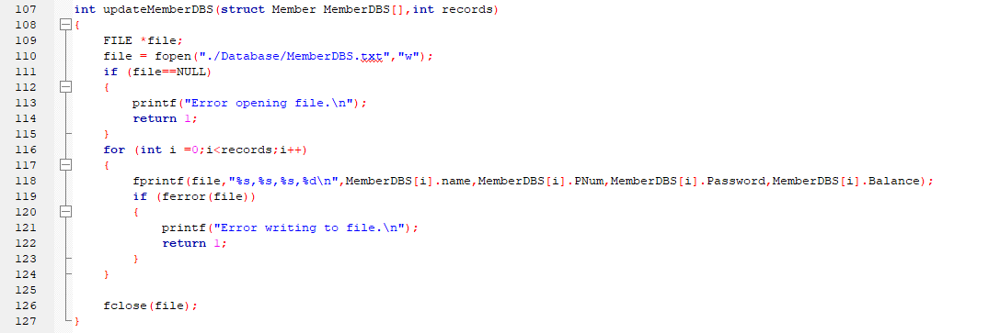 107 int updateMemberDBS(struct Member MemberDBS[],int records)
108 {
109 FILE *file;
110 file = fopen("./Database/MemberDBS.txt","w");
111 if (file==NULL)
112 {
113 printf("Error opening file.\n");
114 return 1;
115 }
116 for (int i =0;i<records;i++)
117 {
118 fprintf(file,"%s,%s,%s,%d\n",MemberDBS[i].name,MemberDBS[i].PNum,MemberDBS[i].Password,MemberDBS[i].Balance);
119 if (ferror(file))
120 {
121 printf("Error writing to file.\n");
122 return 1;
123 }
124 }
125
126 fclose(file);
127 }